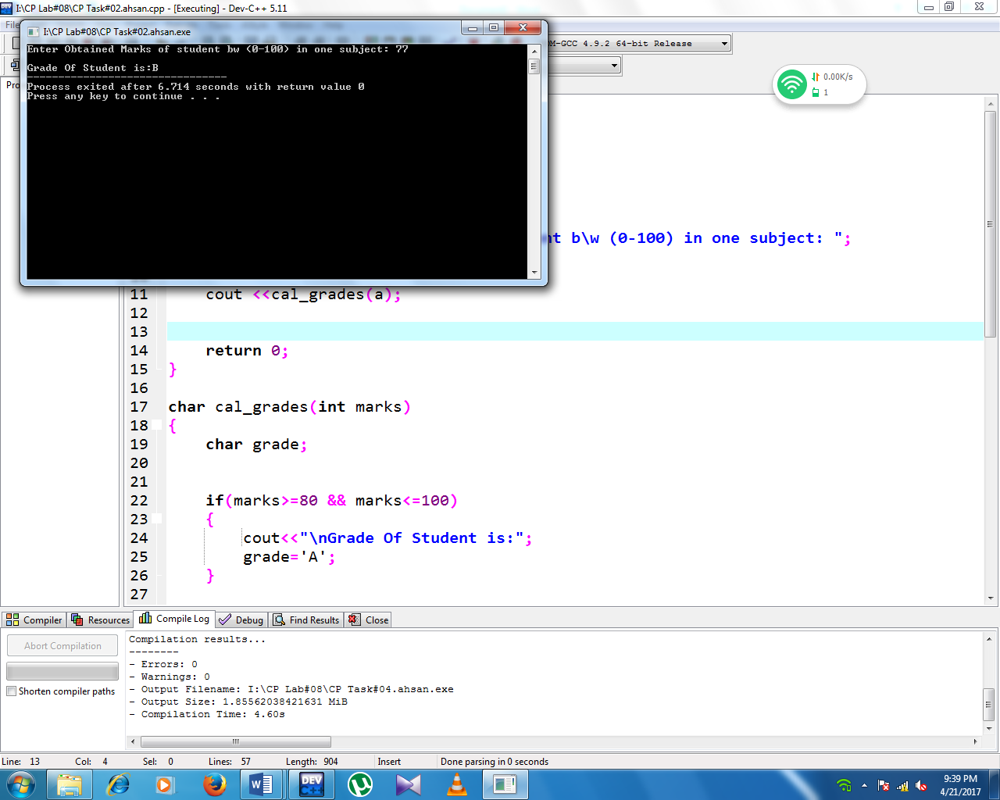 I:\CP Lab#08\CP Task#02.ahsan.cpp - [Executing] - Dev-C++ 5.11
I:\CP Lab#08\CP Task#02.ahsan.exe
Enter Obtained Marks of student bw (0-100) in one subject: 77
Grade Of Student is:B
--------------------------------
Process exited after 6.714 seconds with return value 0
Press any key to continue . . .
DM-GCC 4.9.2 64-bit Release
0.00K/s
1
nt b\w (0-100) in one subject: ";
11 cout <<cal_grades(a);
12
13
14 return 0;
15 }
16
17 char cal_grades(int marks)
18 {
19 char grade;
20
21
22 if(marks>=80 && marks<=100)
23 {
24 cout<<"\nGrade Of Student is:";
25 grade='A';
26 }
27
Compiler Resources Compile Log Debug Find Results Close
Abort Compilation
Shorten compiler paths
Compilation results...
--------
- Errors: 0
- Warnings: 0
- Output Filename: I:\CP Lab#08\CP Task#04.ahsan.exe
- Output Size: 1.85562038421631 MiB
- Compilation Time: 4.60s
Line: 13 Col: 4 Sel: 0 Lines: 57 Length: 904 Insert Done parsing in 0 seconds
DEV
C++
9:39 PM
4/21/2017